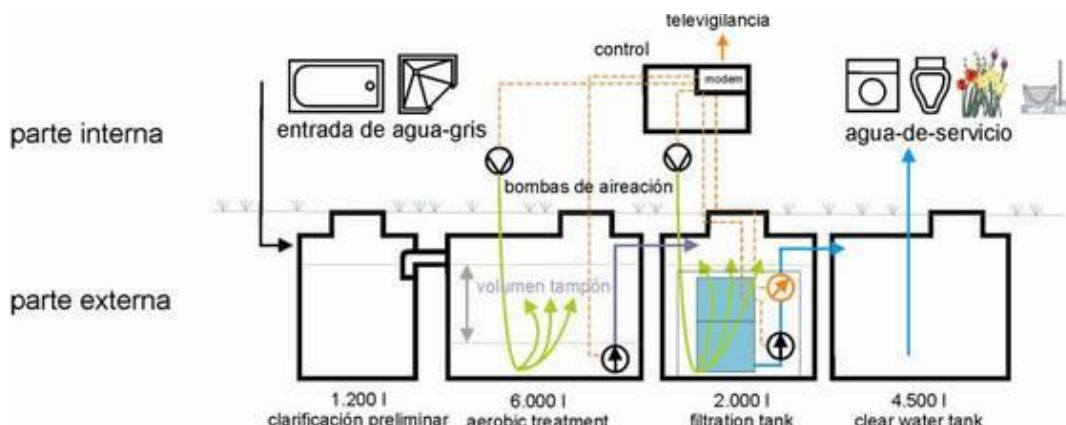 televigilancia
control
modem
parte interna
entrada de agua-gris
agua-de-servicio
bombas de aireación
parte externa
volumen tampón
1.200 l
clarificación preliminar
6.000 l
aerobic treatment
2.000 l
filtration tank
4.500 l
clear water tank